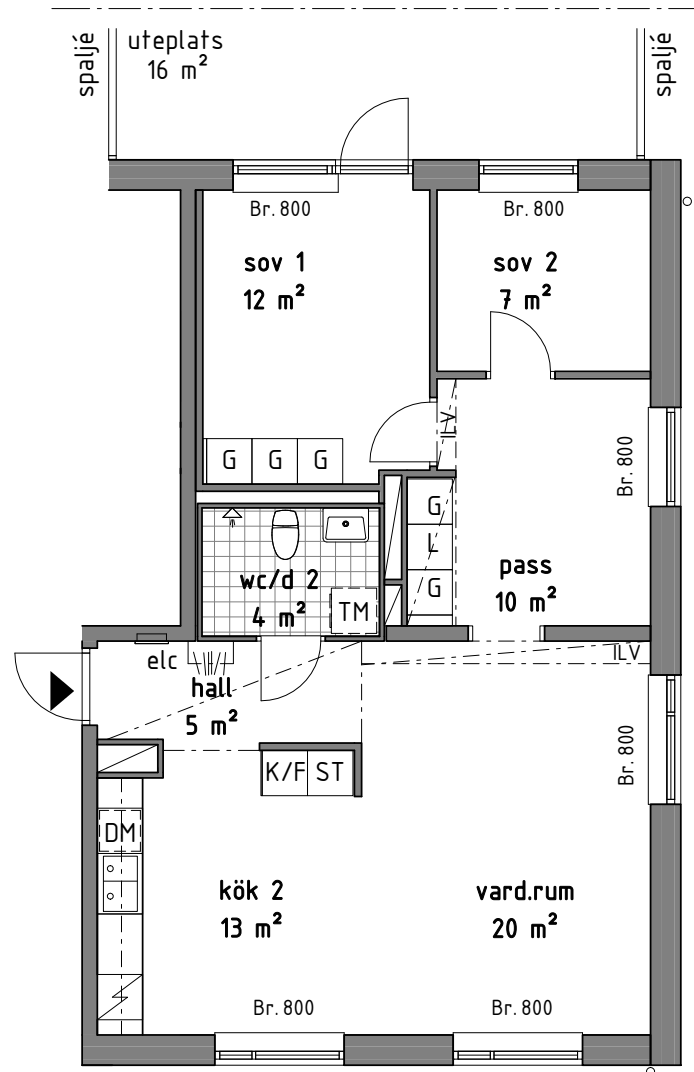 spaljé
uteplats
16 m²
spaljé
Br. 800
Br. 800
sov 1
12 m²
sov 2
7 m²
ILV
G
G
G
Br. 800
G
L
G
pass
10 m²
wc/d 2
4 m²
TM
elc
ILV
hall
5 m²
K/F
ST
Br. 800
DM
kök 2
13 m²
vard.rum
20 m²
Br. 800
Br. 800